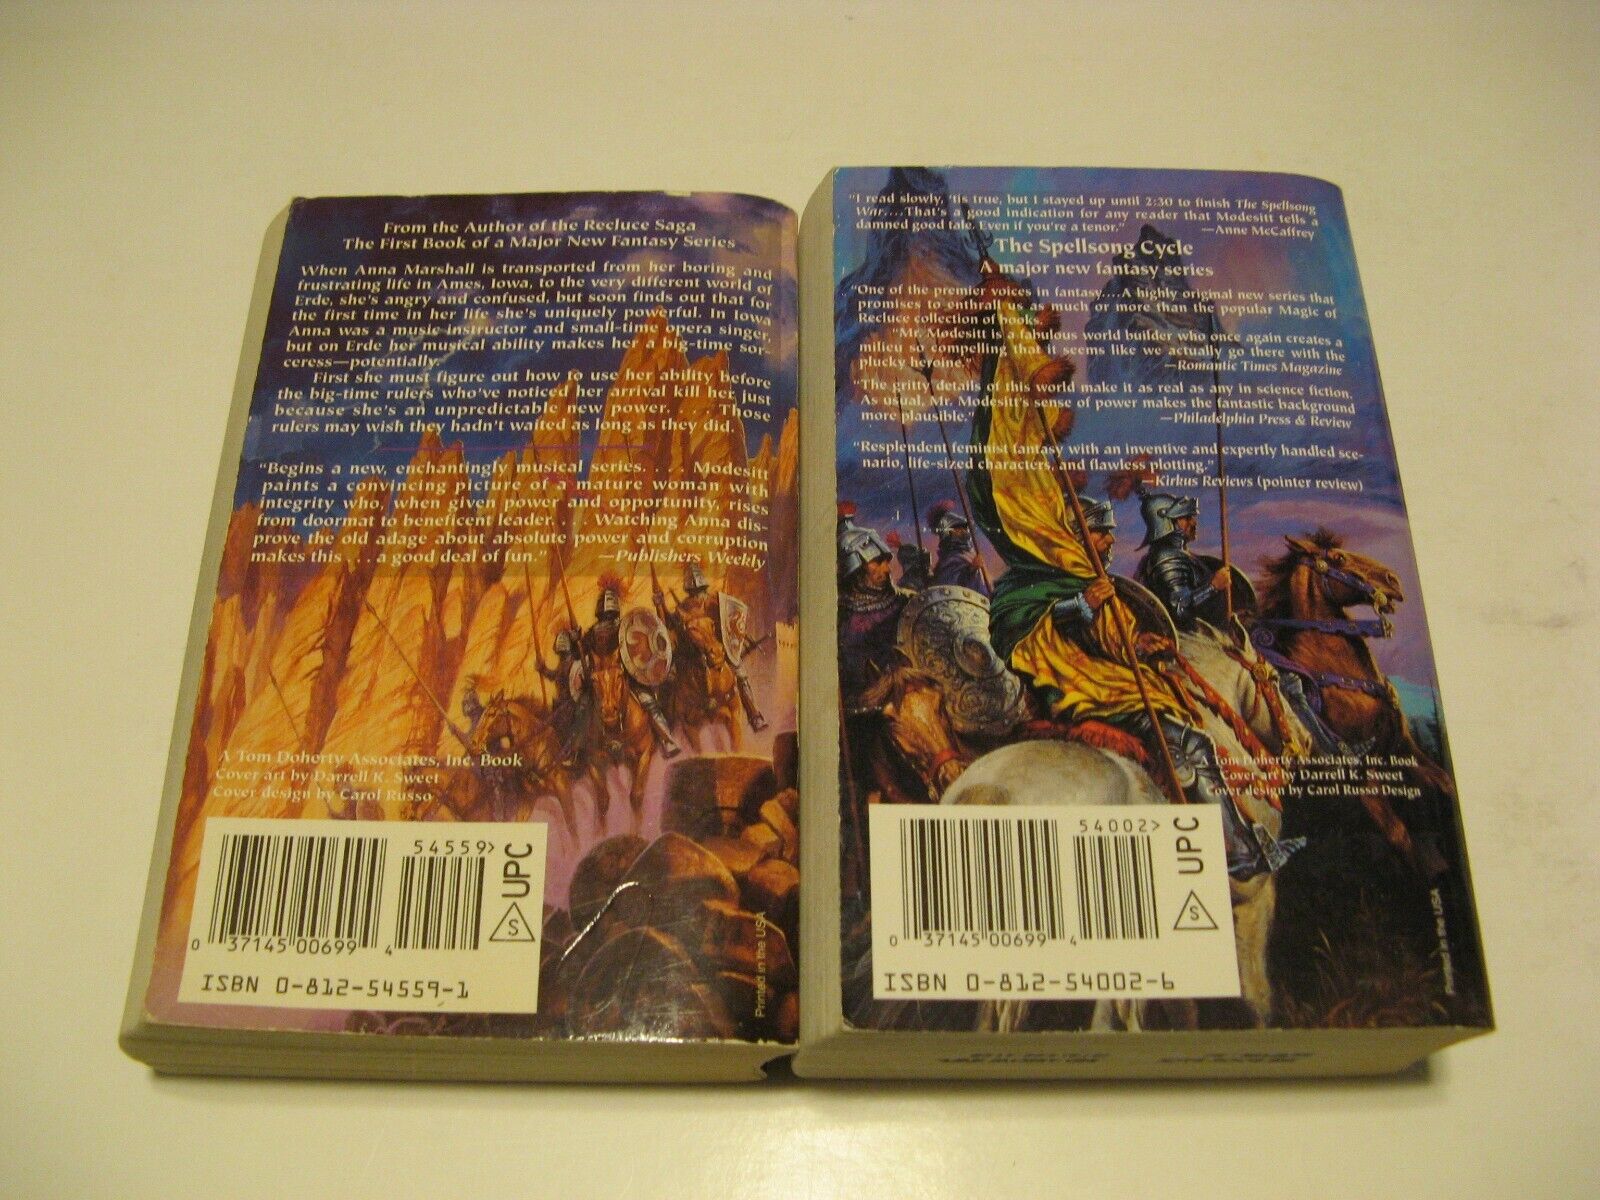 From the Author of the Recluce Saga
The First Book of a Major New Fantasy Series
When Anna Marshall is transported from her boring and
frustrating life in Ames, Iowa, to the very different world of
Erde, she's angry and confused, but soon finds out that for
the first time in her life she's uniquely powerful. In Iowa
Anna was a music instructor and small-time opera singer,
but on Erde her musical ability makes her a big-time sor-
ceress—potentially.
First she must figure out how to use her ability before
the big-time rulers who've noticed her arrival kill her just
because she's an unpredictable new power. . . . Those
rulers may wish they hadn't waited as long as they did.
"Begins a new, enchantingly musical series. . . . Modesitt
paints a convincing picture of a mature woman with
integrity who, when given power and opportunity, rises
from doormat to beneficent leader. . . . Watching Anna dis-
prove the old adage about absolute power and corruption
makes this . . . a good deal of fun."
—Publishers Weekly
A Tom Doherty Associates, Inc. Book
Cover art by Darrell K. Sweet
Cover design by Carol Russo
54559>
UPC
S
0 37145 00699 4
ISBN 0-812-54559-1
Printed in the USA
"I read slowly, 'tis true, but I stayed up until 2:30 to finish The Spellsong
War....That's a good indication for any reader that Modesitt tells a
damned good tale. Even if you're a tenor."
—Anne McCaffrey
The Spellsong Cycle
A major new fantasy series
"One of the premier voices in fantasy....A highly original new series that
promises to enthrall us as much or more than the popular Magic of
Recluce collection of books.
"Mr. Modesitt is a fabulous world builder who once again creates a
milieu so compelling that it seems like we actually go there with the
plucky heroine."
—Romantic Times Magazine
"The gritty details of this world make it as real as any in science fiction.
As usual, Mr. Modesitt's sense of power makes the fantastic background
more plausible."
—Philadelphia Press & Review
"Resplendent feminist fantasy with an inventive and expertly handled sce-
nario, life-sized characters, and flawless plotting."
—Kirkus Reviews (pointer review)
A Tom Doherty Associates, Inc. Book
Cover art by Darrell K. Sweet
Cover design by Carol Russo Design
54002>
UPC
S
0 37145 00699 4
ISBN 0-812-54002-6
Printed in the USA